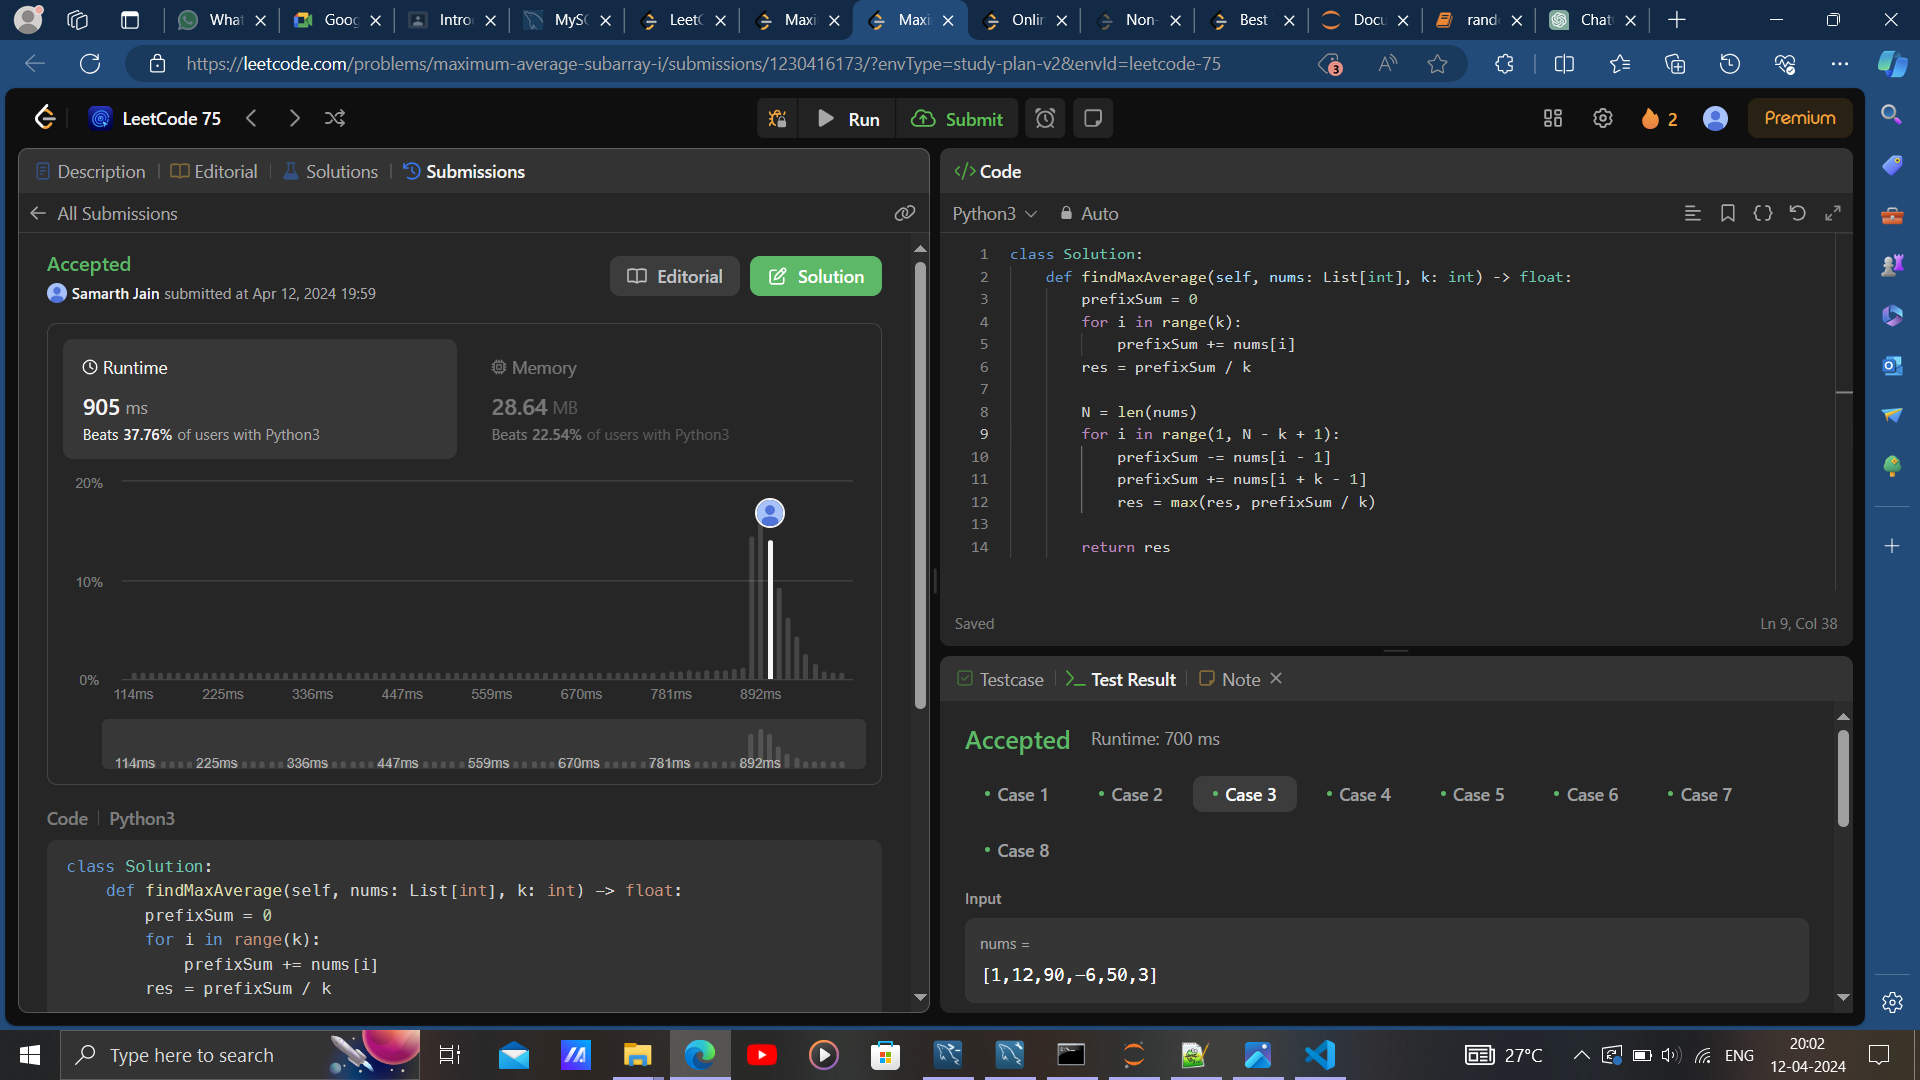 What
Goog
Intro
MySQ
LeetC
Maxi
Maxi
Onlin
Non-
Best
Docu
rand
Chat
https://leetcode.com/problems/maximum-average-subarray-i/submissions/1230416173/?envType=study-plan-v2&envId=leetcode-75
3
LeetCode 75
Run
Submit
2
Premium
Description
Editorial
Solutions
Submissions
All Submissions
Accepted
Samarth Jain submitted at Apr 12, 2024 19:59
Editorial
Solution
Runtime
905 ms
Beats 37.76% of users with Python3
Memory
28.64 MB
Beats 22.54% of users with Python3
20%
10%
0%
114ms 225ms 336ms 447ms 559ms 670ms 781ms 892ms
114ms 225ms 336ms 447ms 559ms 670ms 781ms 892ms
Code Python3
class Solution:
    def findMaxAverage(self, nums: List[int], k: int) -> float:
        prefixSum = 0
        for i in range(k):
            prefixSum += nums[i]
        res = prefixSum / k
</> Code
Python3
Auto
1 class Solution:
2     def findMaxAverage(self, nums: List[int], k: int) -> float:
3         prefixSum = 0
4         for i in range(k):
5             prefixSum += nums[i]
6         res = prefixSum / k
7
8         N = len(nums)
9         for i in range(1, N - k + 1):
10             prefixSum -= nums[i - 1]
11             prefixSum += nums[i + k - 1]
12             res = max(res, prefixSum / k)
13
14         return res
Saved
Ln 9, Col 38
Testcase
Test Result
Note
Accepted Runtime: 700 ms
Case 1 Case 2 Case 3 Case 4 Case 5 Case 6 Case 7
Case 8
Input
nums =
[1,12,90,-6,50,3]
Type here to search
27°C
ENG
20:02
12-04-2024